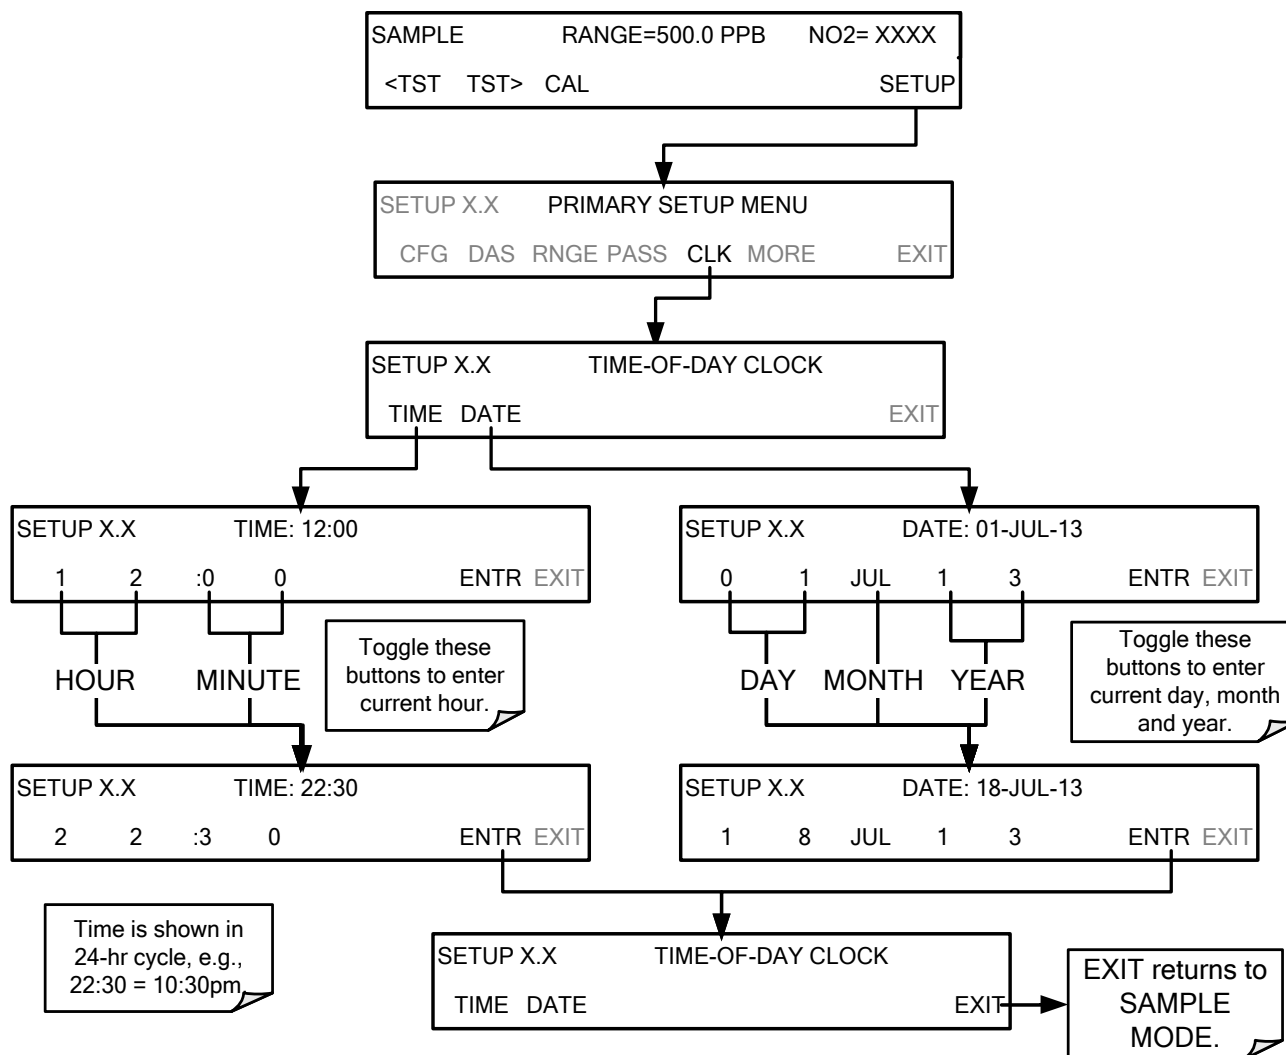 SAMPLE RANGE=500.0 PPB NO2= XXXX
<TST TST> CAL SETUP
SETUP X.X PRIMARY SETUP MENU
CFG DAS RNGE PASS CLK MORE EXIT
SETUP X.X TIME-OF-DAY CLOCK
TIME DATE EXIT
SETUP X.X TIME: 12:00
1 2 :0 0 ENTR EXIT
HOUR MINUTE
Toggle these
buttons to enter
current hour.
SETUP X.X DATE: 01-JUL-13
0 1 JUL 1 3 ENTR EXIT
DAY MONTH YEAR
Toggle these
buttons to enter
current day, month
and year.
SETUP X.X TIME: 22:30
2 2 :3 0 ENTR EXIT
SETUP X.X DATE: 18-JUL-13
1 8 JUL 1 3 ENTR EXIT
Time is shown in
24-hr cycle, e.g.,
22:30 = 10:30pm
SETUP X.X TIME-OF-DAY CLOCK
TIME DATE EXIT
EXIT returns to
SAMPLE
MODE.